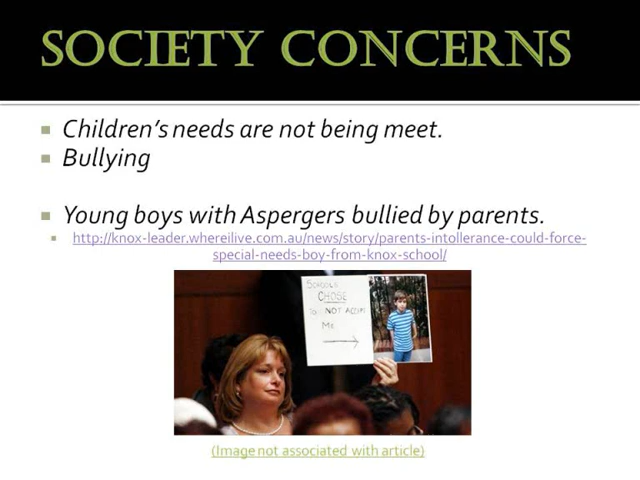 SOCIETY CONCERNS
Children's needs are not being meet.
Bullying
Young boys with Aspergers bullied by parents.
http://knox-leader.whereilive.com.au/news/story/parents-intollerance-could-force-
special-needs-boy-from-knox-school/
SCHOOLS
CHOSE
To NOT ACCEPT
Me
(Image not associated with article)